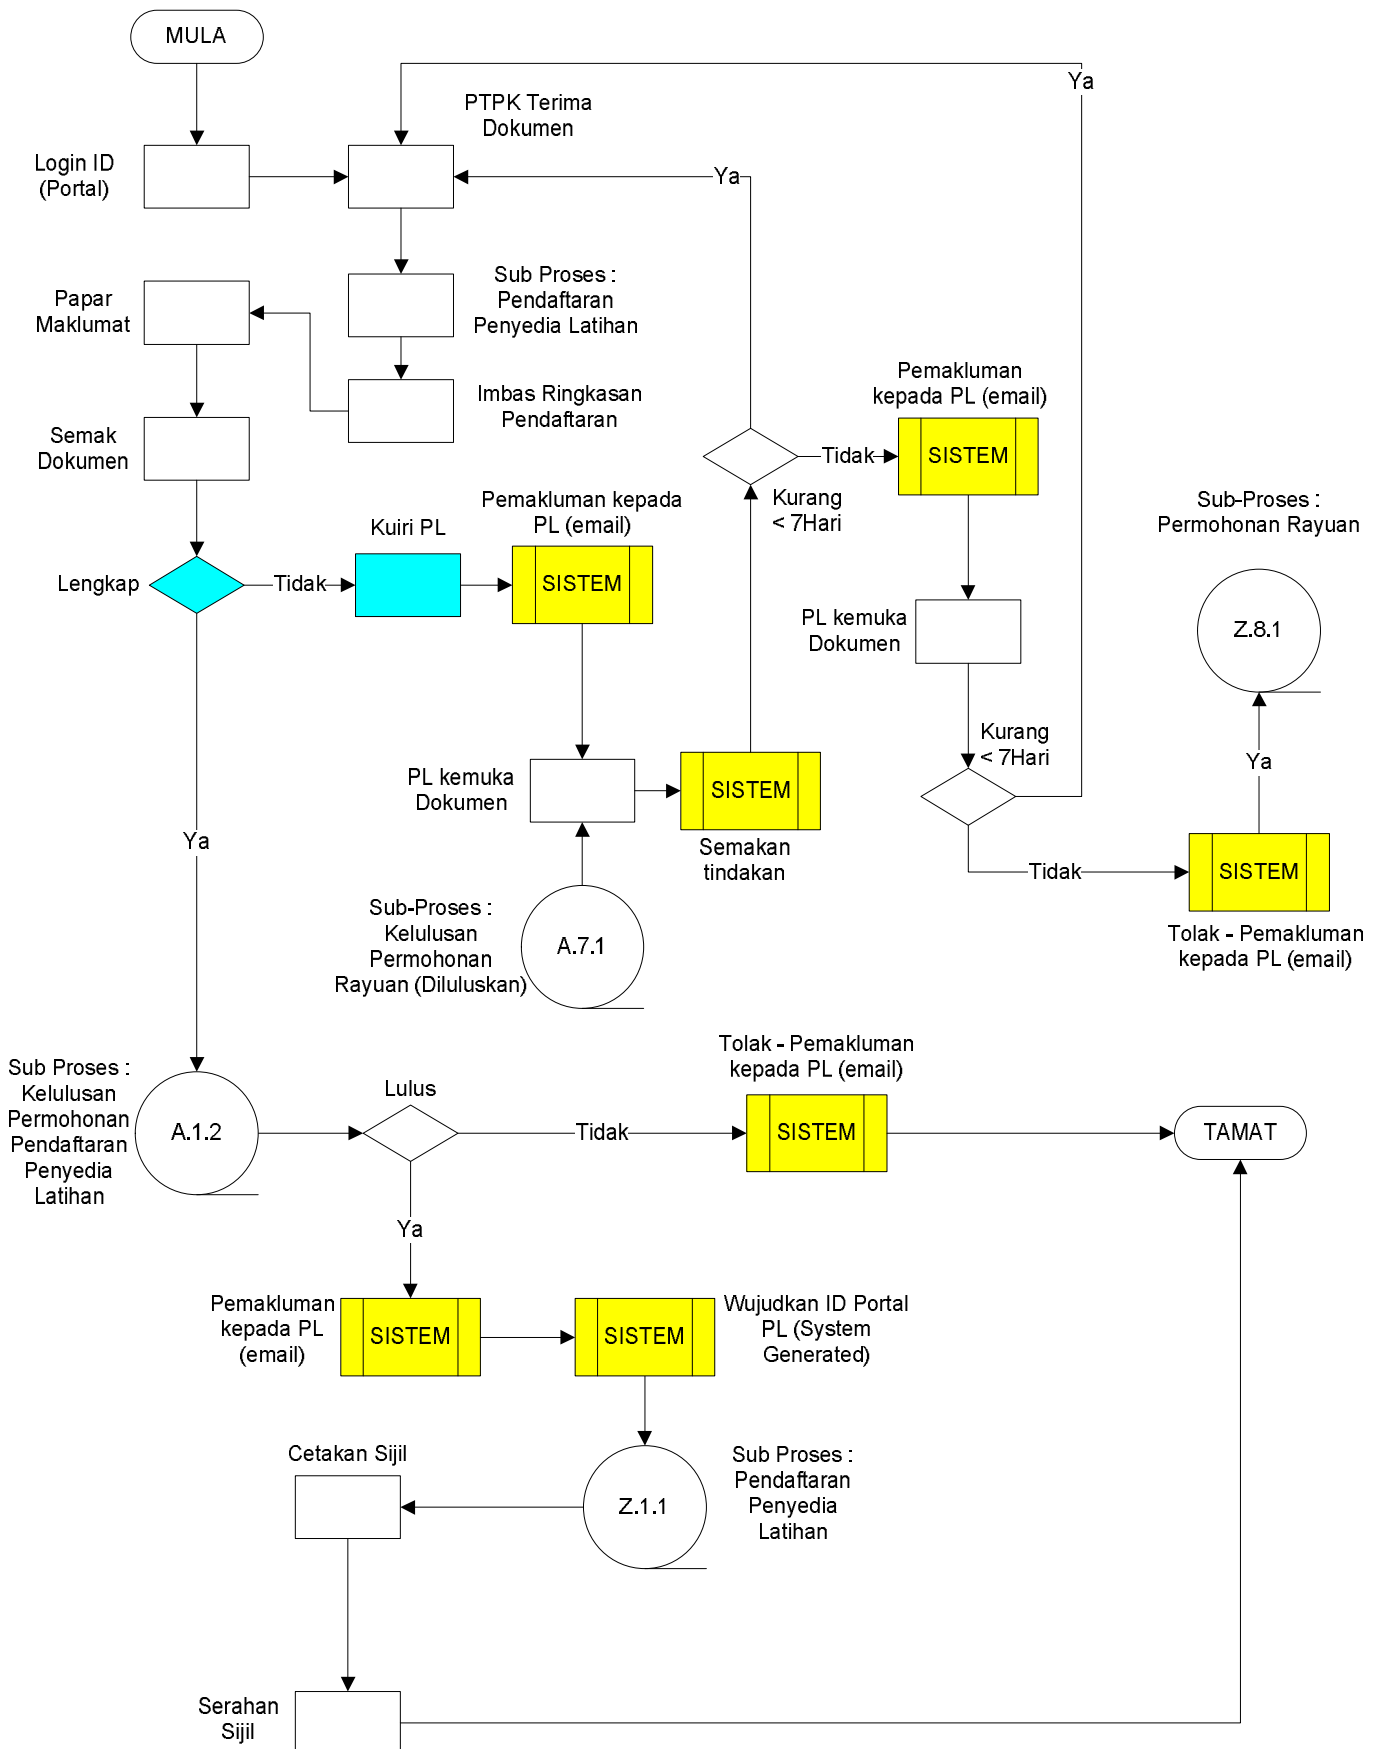 MULA
Ya
PTPK Terima
Dokumen
Login ID
(Portal)
Ya
Sub Proses :
Pendaftaran
Penyedia Latihan
Papar
Maklumat
Imbas Ringkasan
Pendaftaran
Semak
Dokumen
Pemakluman
kepada PL (email)
Tidak
SISTEM
Kurang
< 7Hari
Sub-Proses :
Permohonan Rayuan
Z.8.1
Pemakluman kepada
PL (email)
Kuiri PL
Lengkap
Tidak
SISTEM
PL kemuka
Dokumen
Kurang
< 7Hari
Ya
PL kemuka
Dokumen
SISTEM
Semakan
tindakan
Ya
Tidak
SISTEM
Tolak - Pemakluman
kepada PL (email)
Sub-Proses :
Kelulusan
Permohonan
Rayuan (Diluluskan)
A.7.1
Sub Proses :
Kelulusan
Permohonan
Pendaftaran
Penyedia
Latihan
A.1.2
Lulus
Tidak
Tolak - Pemakluman
kepada PL (email)
SISTEM
TAMAT
Ya
Pemakluman
kepada PL
(email)
SISTEM
SISTEM
Wujudkan ID Portal
PL (System
Generated)
Cetakan Sijil
Z.1.1
Sub Proses :
Pendaftaran
Penyedia
Latihan
Serahan
Sijil